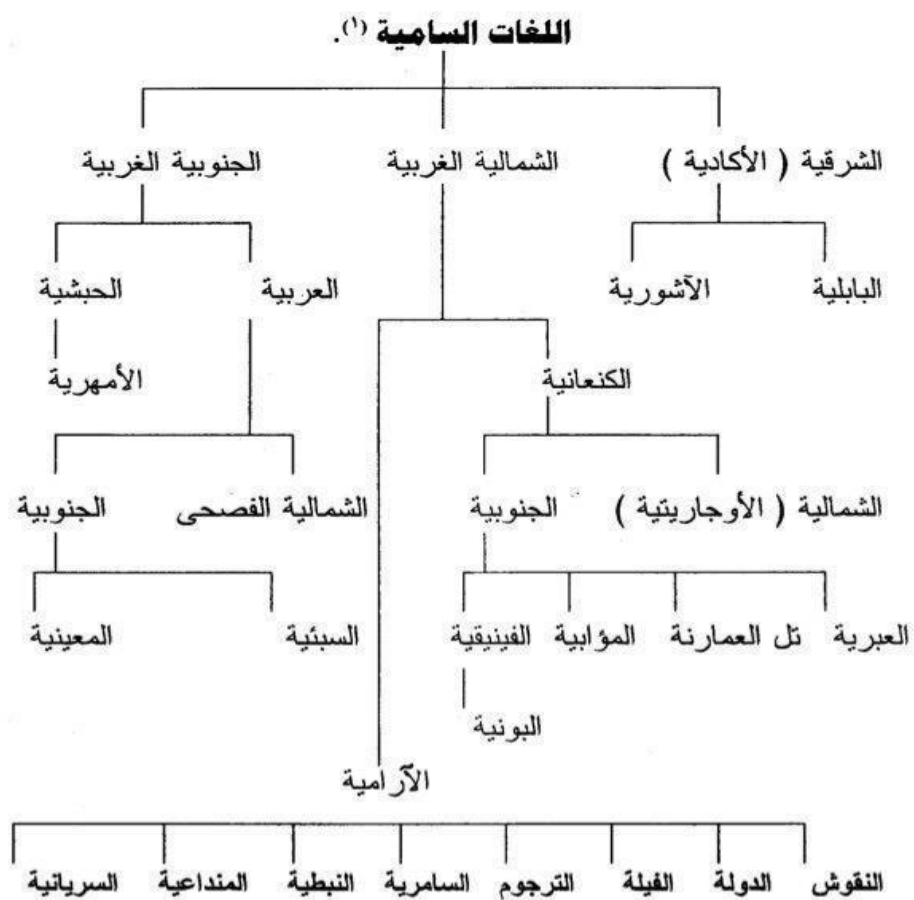 اللغات السامية (١).
الشرقية ( الأكادية ) الشمالية الغربية الجنوبية الغربية
البابلية الآشورية العربية الحبشية
الكنعانية الأمهرية
الشمالية ( الأوجاريتية ) الجنوبية الشمالية الفصحى الجنوبية
العبرية تل العمارنة المؤابية الفينيقية السبئية المعينية
البونية
الآرامية
النقوش الدولة الفيلة الترجوم السامرية النبطية المنداعية السريانية